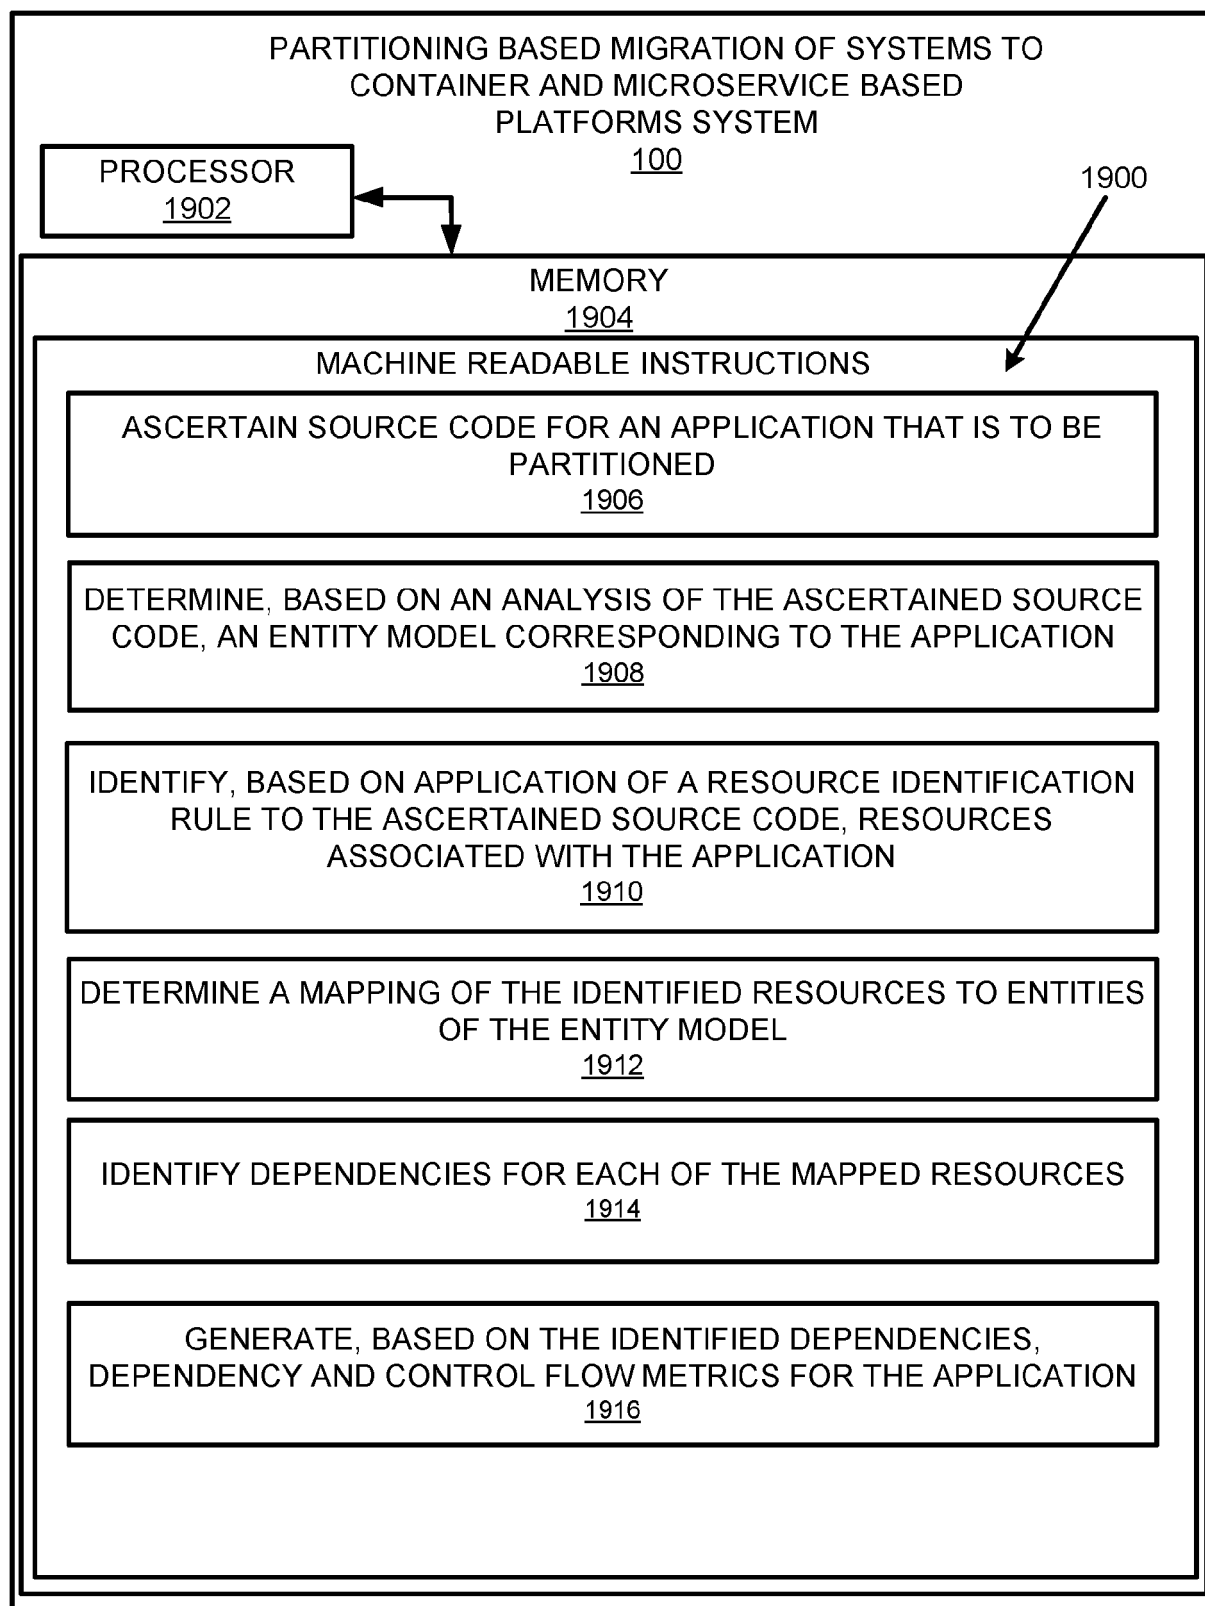 PARTITIONING BASED MIGRATION OF SYSTEMS TO
CONTAINER AND MICROSERVICE BASED
PLATFORMS SYSTEM
100
PROCESSOR
1902
1900
MEMORY
1904
MACHINE READABLE INSTRUCTIONS
ASCERTAIN SOURCE CODE FOR AN APPLICATION THAT IS TO BE
PARTITIONED
1906
DETERMINE, BASED ON AN ANALYSIS OF THE ASCERTAINED SOURCE
CODE, AN ENTITY MODEL CORRESPONDING TO THE APPLICATION
1908
IDENTIFY, BASED ON APPLICATION OF A RESOURCE IDENTIFICATION
RULE TO THE ASCERTAINED SOURCE CODE, RESOURCES
ASSOCIATED WITH THE APPLICATION
1910
DETERMINE A MAPPING OF THE IDENTIFIED RESOURCES TO ENTITIES
OF THE ENTITY MODEL
1912
IDENTIFY DEPENDENCIES FOR EACH OF THE MAPPED RESOURCES
1914
GENERATE, BASED ON THE IDENTIFIED DEPENDENCIES,
DEPENDENCY AND CONTROL FLOW METRICS FOR THE APPLICATION
1916